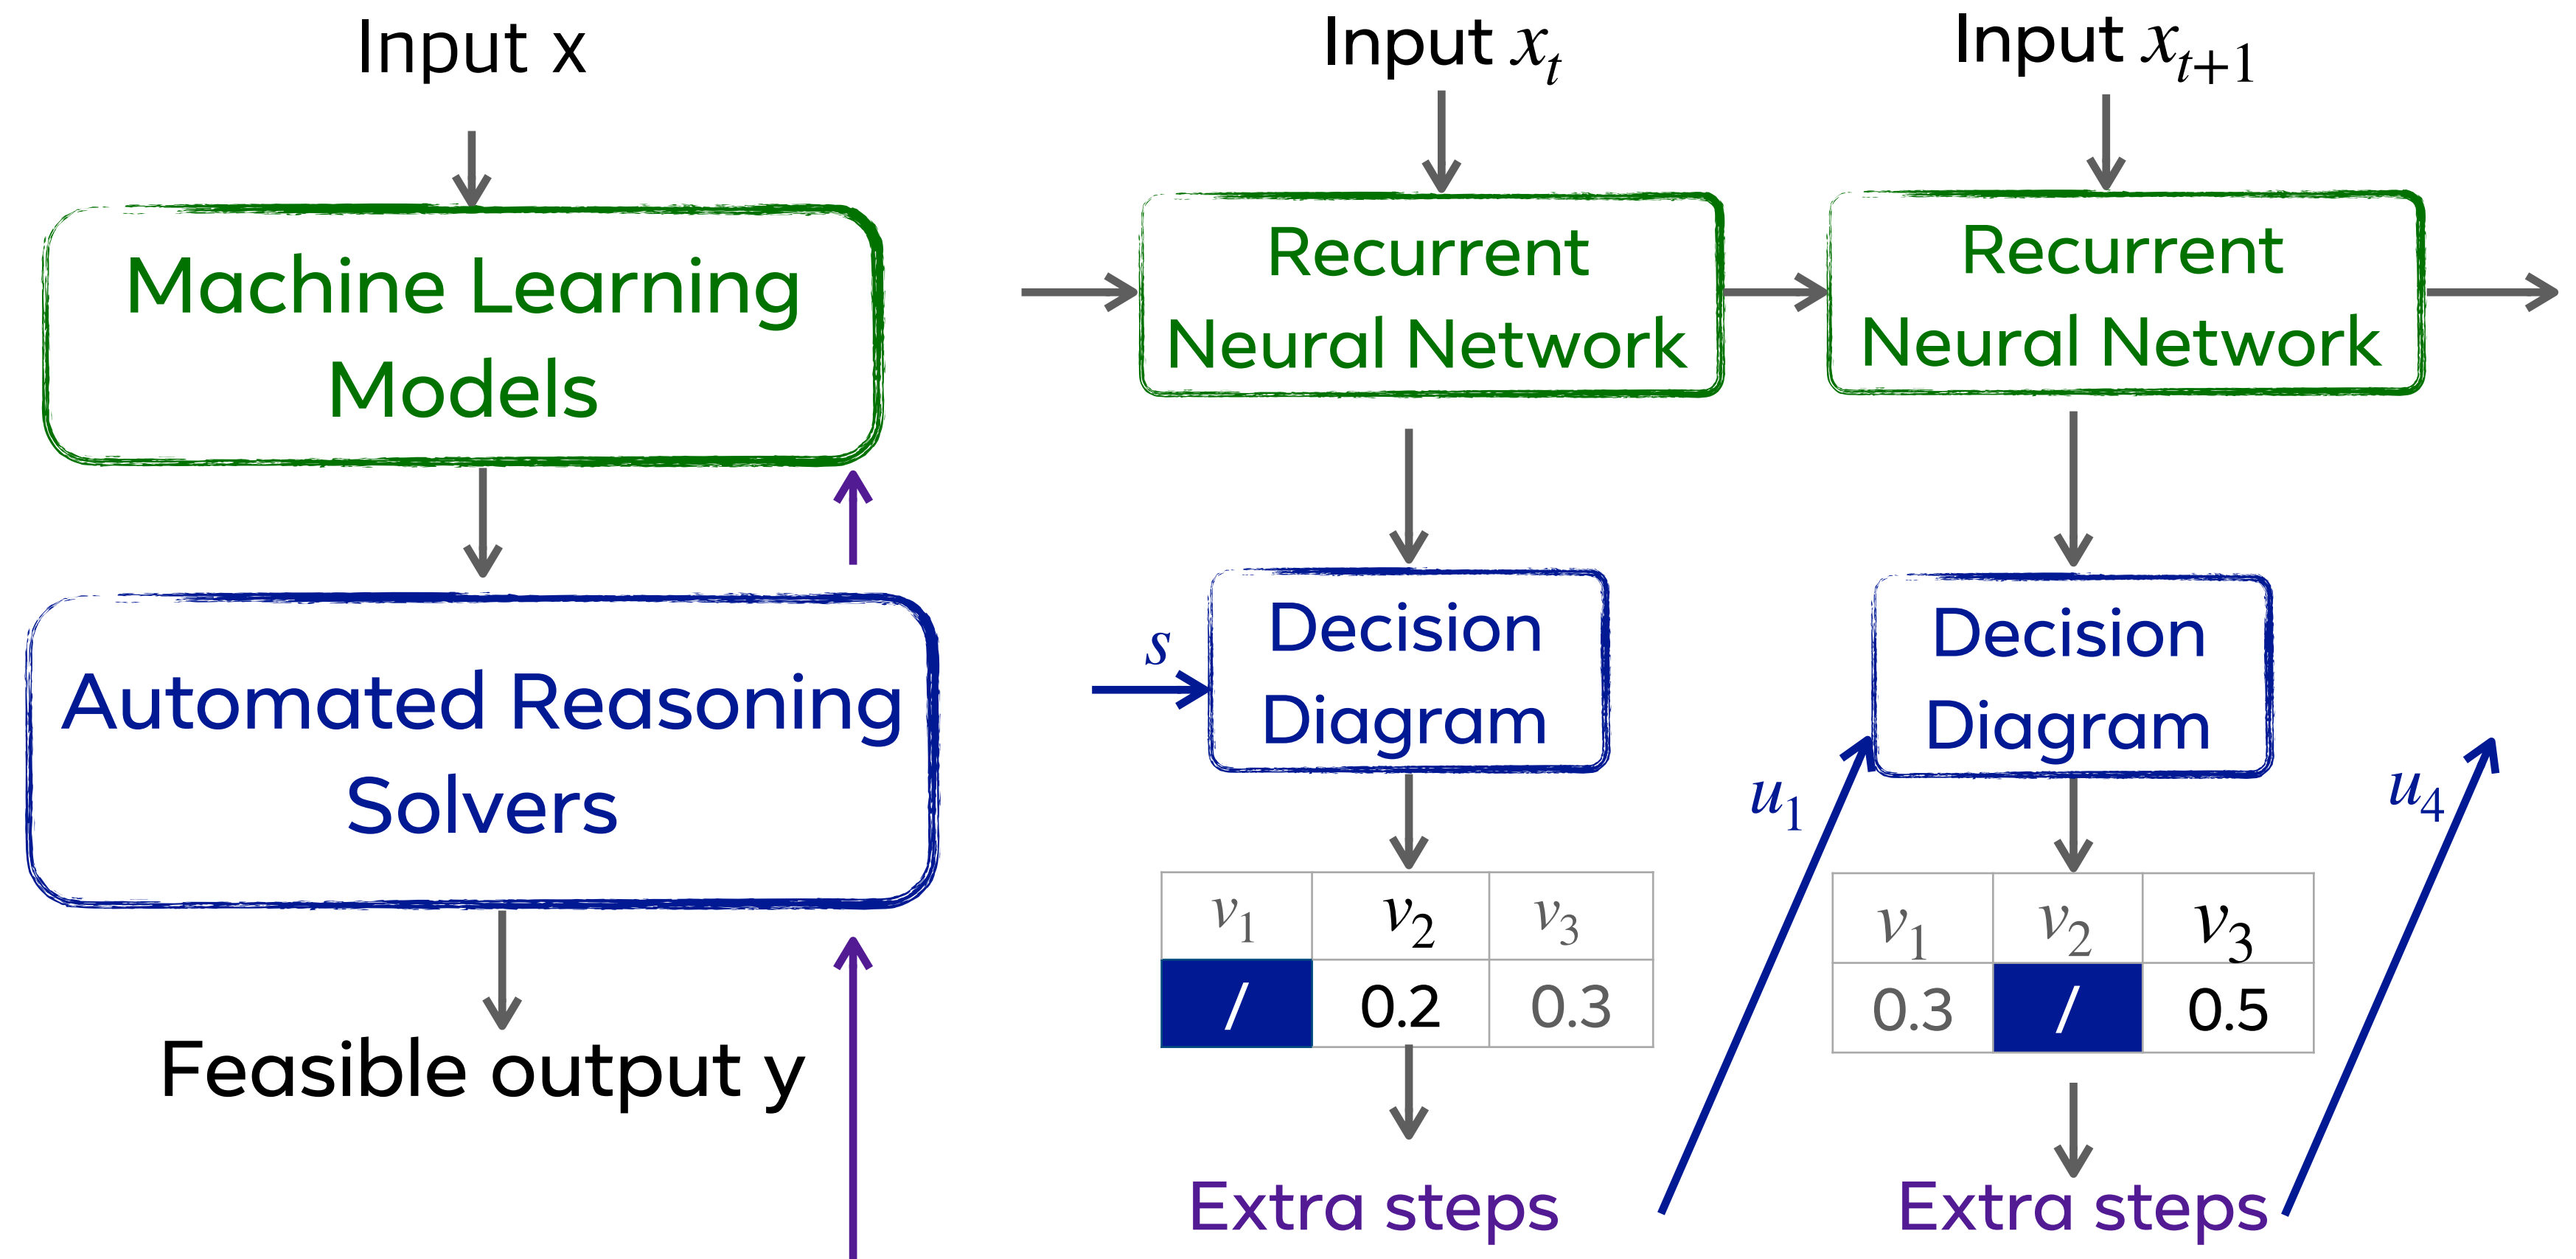 Input x
Machine Learning
Models
Automated Reasoning
Solvers
Feasible output y
Input x_t
Input x_{t+1}
Recurrent
Neural Network
Recurrent
Neural Network
s
Decision
Diagram
u_1
Decision
Diagram
u_4
v_1 v_2 v_3
/ 0.2 0.3
v_1 v_2 v_3
0.3 / 0.5
Extra steps
Extra steps